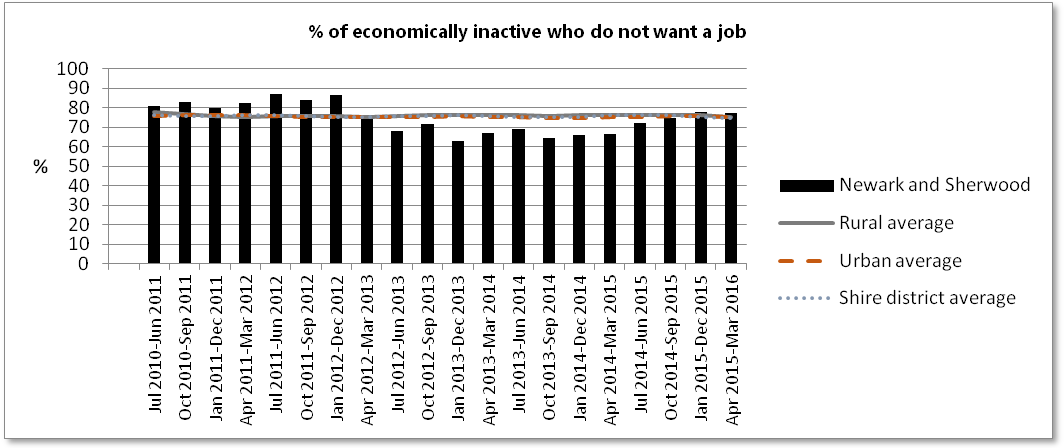 % of economically inactive who do not want a job
100
90
80
70
60
50
40
30
20
10
0
%
Jul 2010-Jun 2011
Oct 2010-Sep 2011
Jan 2011-Dec 2011
Apr 2011-Mar 2012
Jul 2011-Jun 2012
Oct 2011-Sep 2012
Jan 2012-Dec 2012
Apr 2012-Mar 2013
Jul 2012-Jun 2013
Oct 2012-Sep 2013
Jan 2013-Dec 2013
Apr 2013-Mar 2014
Jul 2013-Jun 2014
Oct 2013-Sep 2014
Jan 2014-Dec 2014
Apr 2014-Mar 2015
Jul 2014-Jun 2015
Oct 2014-Sep 2015
Jan 2015-Dec 2015
Apr 2015-Mar 2016
Newark and Sherwood
Rural average
Urban average
Shire district average